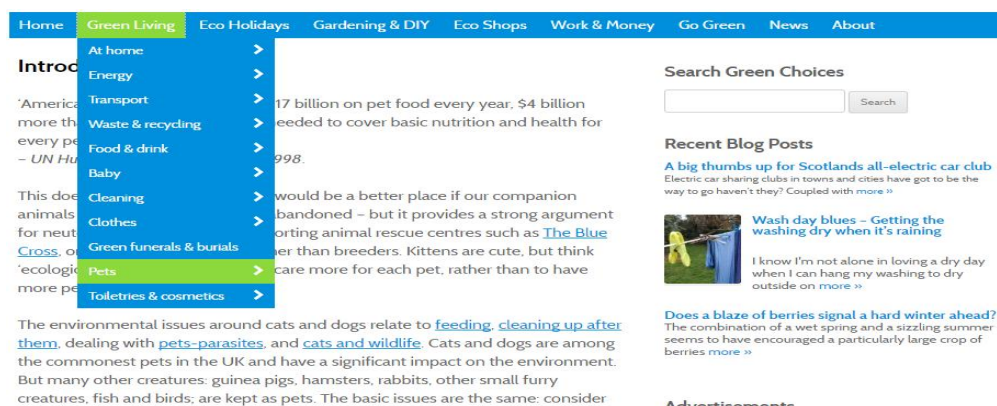 Home Green Living Eco Holidays Gardening & DIY Eco Shops Work & Money Go Green News About
At home
Energy
Transport
Waste & recycling
Food & drink
Baby
Cleaning
Clothes
Green funerals & burials
Pets
Toiletries & cosmetics
Introd
'America 17 billion on pet food every year, $4 billion
more th eeded to cover basic nutrition and health for
every pe
– UN Hu 998.
This doe would be a better place if our companion
animals bandoned – but it provides a strong argument
for neut orting animal rescue centres such as The Blue
Cross, o er than breeders. Kittens are cute, but think
'ecologic care more for each pet, rather than to have
more pe
The environmental issues around cats and dogs relate to feeding, cleaning up after
them, dealing with pets-parasites, and cats and wildlife. Cats and dogs are among
the commonest pets in the UK and have a significant impact on the environment.
But many other creatures: guinea pigs, hamsters, rabbits, other small furry
creatures, fish and birds; are kept as pets. The basic issues are the same: consider
Search Green Choices
Search
Recent Blog Posts
A big thumbs up for Scotlands all-electric car club
Electric car sharing clubs in towns and cities have got to be the
way to go haven't they? Coupled with more »
Wash day blues – Getting the
washing dry when it's raining
I know I'm not alone in loving a dry day
when I can hang my washing to dry
outside on more »
Does a blaze of berries signal a hard winter ahead?
The combination of a wet spring and a sizzling summer
seems to have encouraged a particularly large crop of
berries more »
Advertisements